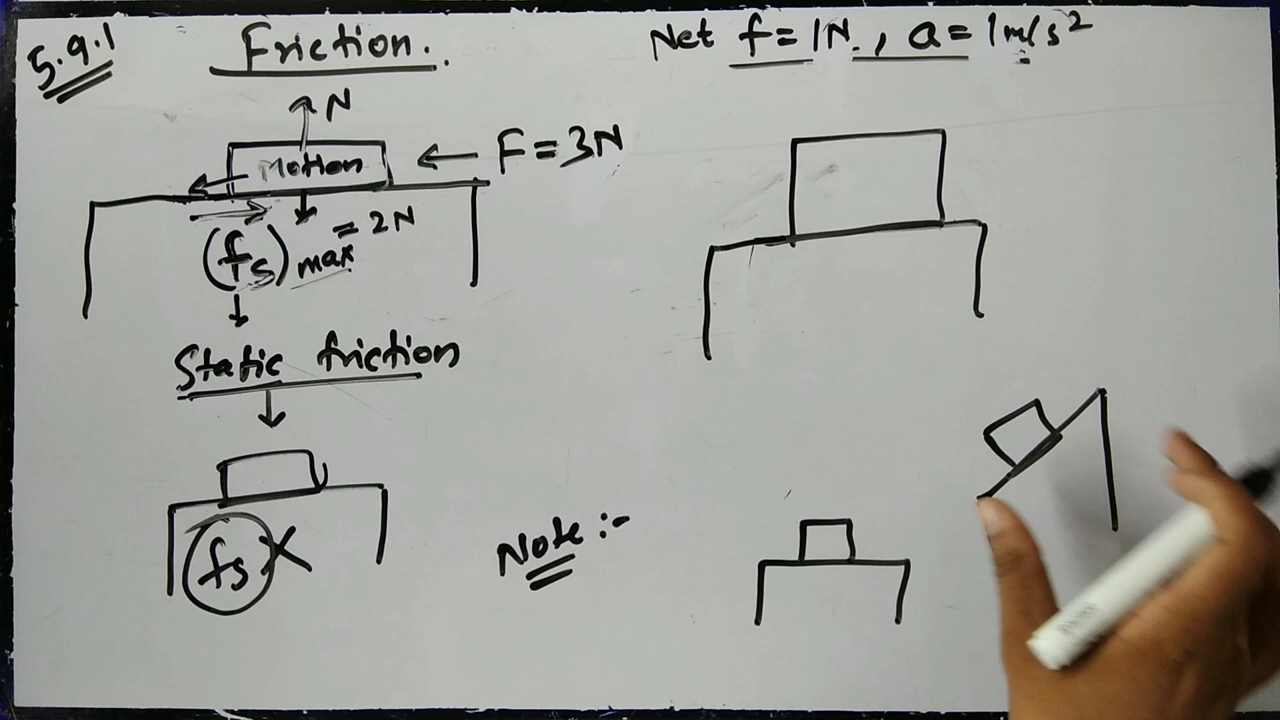 5.9.1
Friction.
Net f = 1N., a = 1m/s²
N
Motion
F = 3N
(fs)max = 2N
Static friction
fs
Note :-